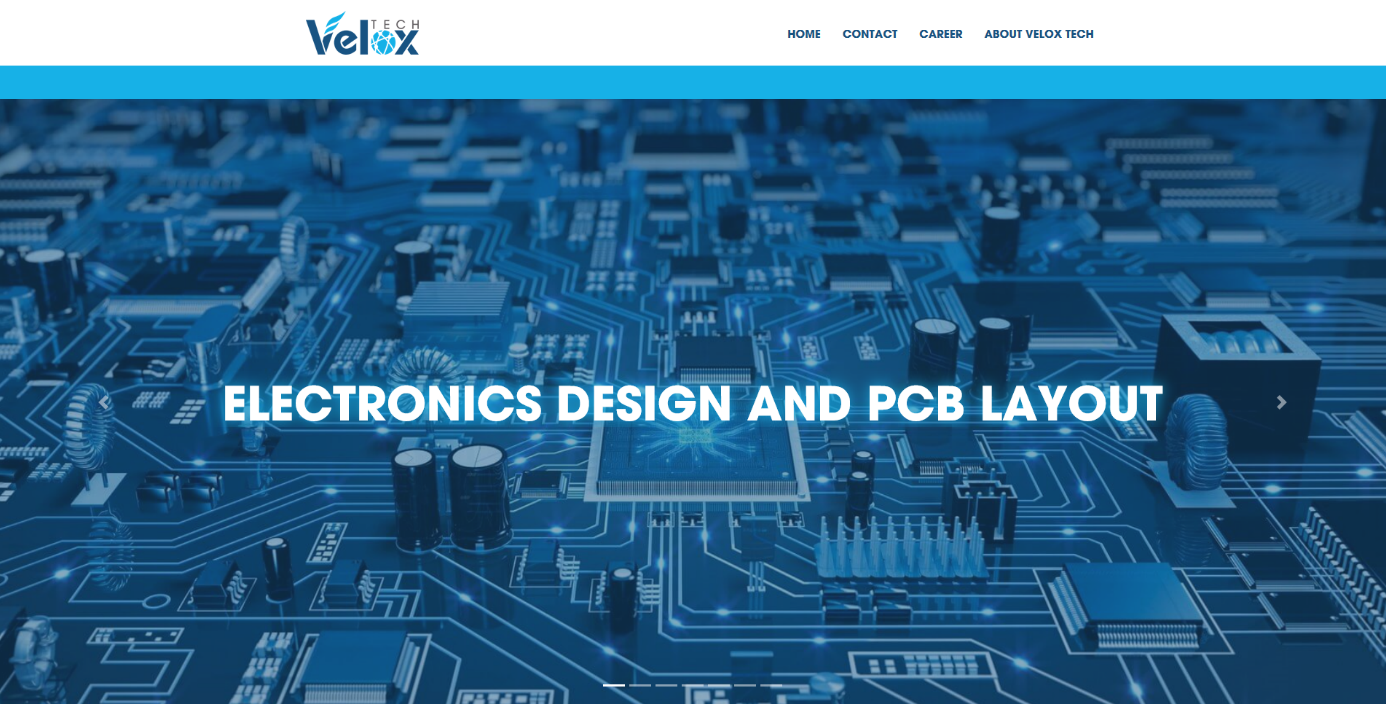 TECH
Velox
HOME CONTACT CAREER ABOUT VELOX TECH
ELECTRONICS DESIGN AND PCB LAYOUT